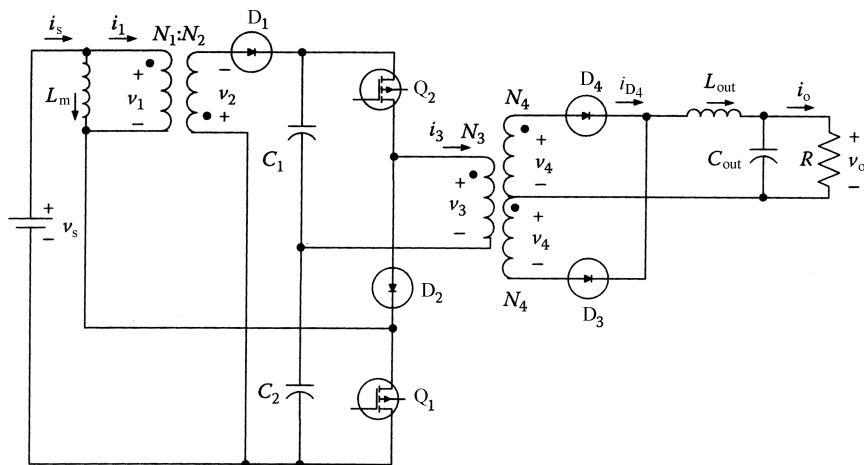 i_s
i_1
N_1:N_2
D_1
L_m
+
v_1
−
−
v_2
+
Q_2
C_1
i_3
N_3
+
v_3
−
N_4
D_4
i_D_4
L_out
i_o
+
v_4
−
C_out
R
+
v_o
−
+
v_4
−
N_4
D_3
+
v_s
−
D_2
C_2
Q_1